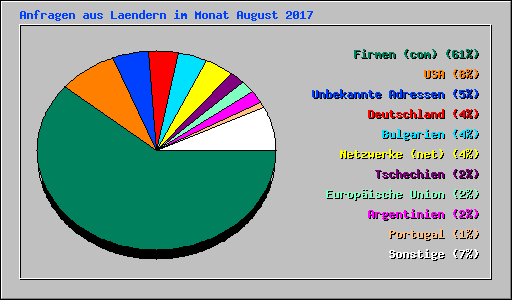 Anfragen aus Laendern im Monat August 2017
Firmen (com) (61%)
USA (8%)
Unbekannte Adressen (5%)
Deutschland (4%)
Bulgarien (4%)
Netzwerke (net) (4%)
Tschechien (2%)
Europäische Union (2%)
Argentinien (2%)
Portugal (1%)
Sonstige (7%)